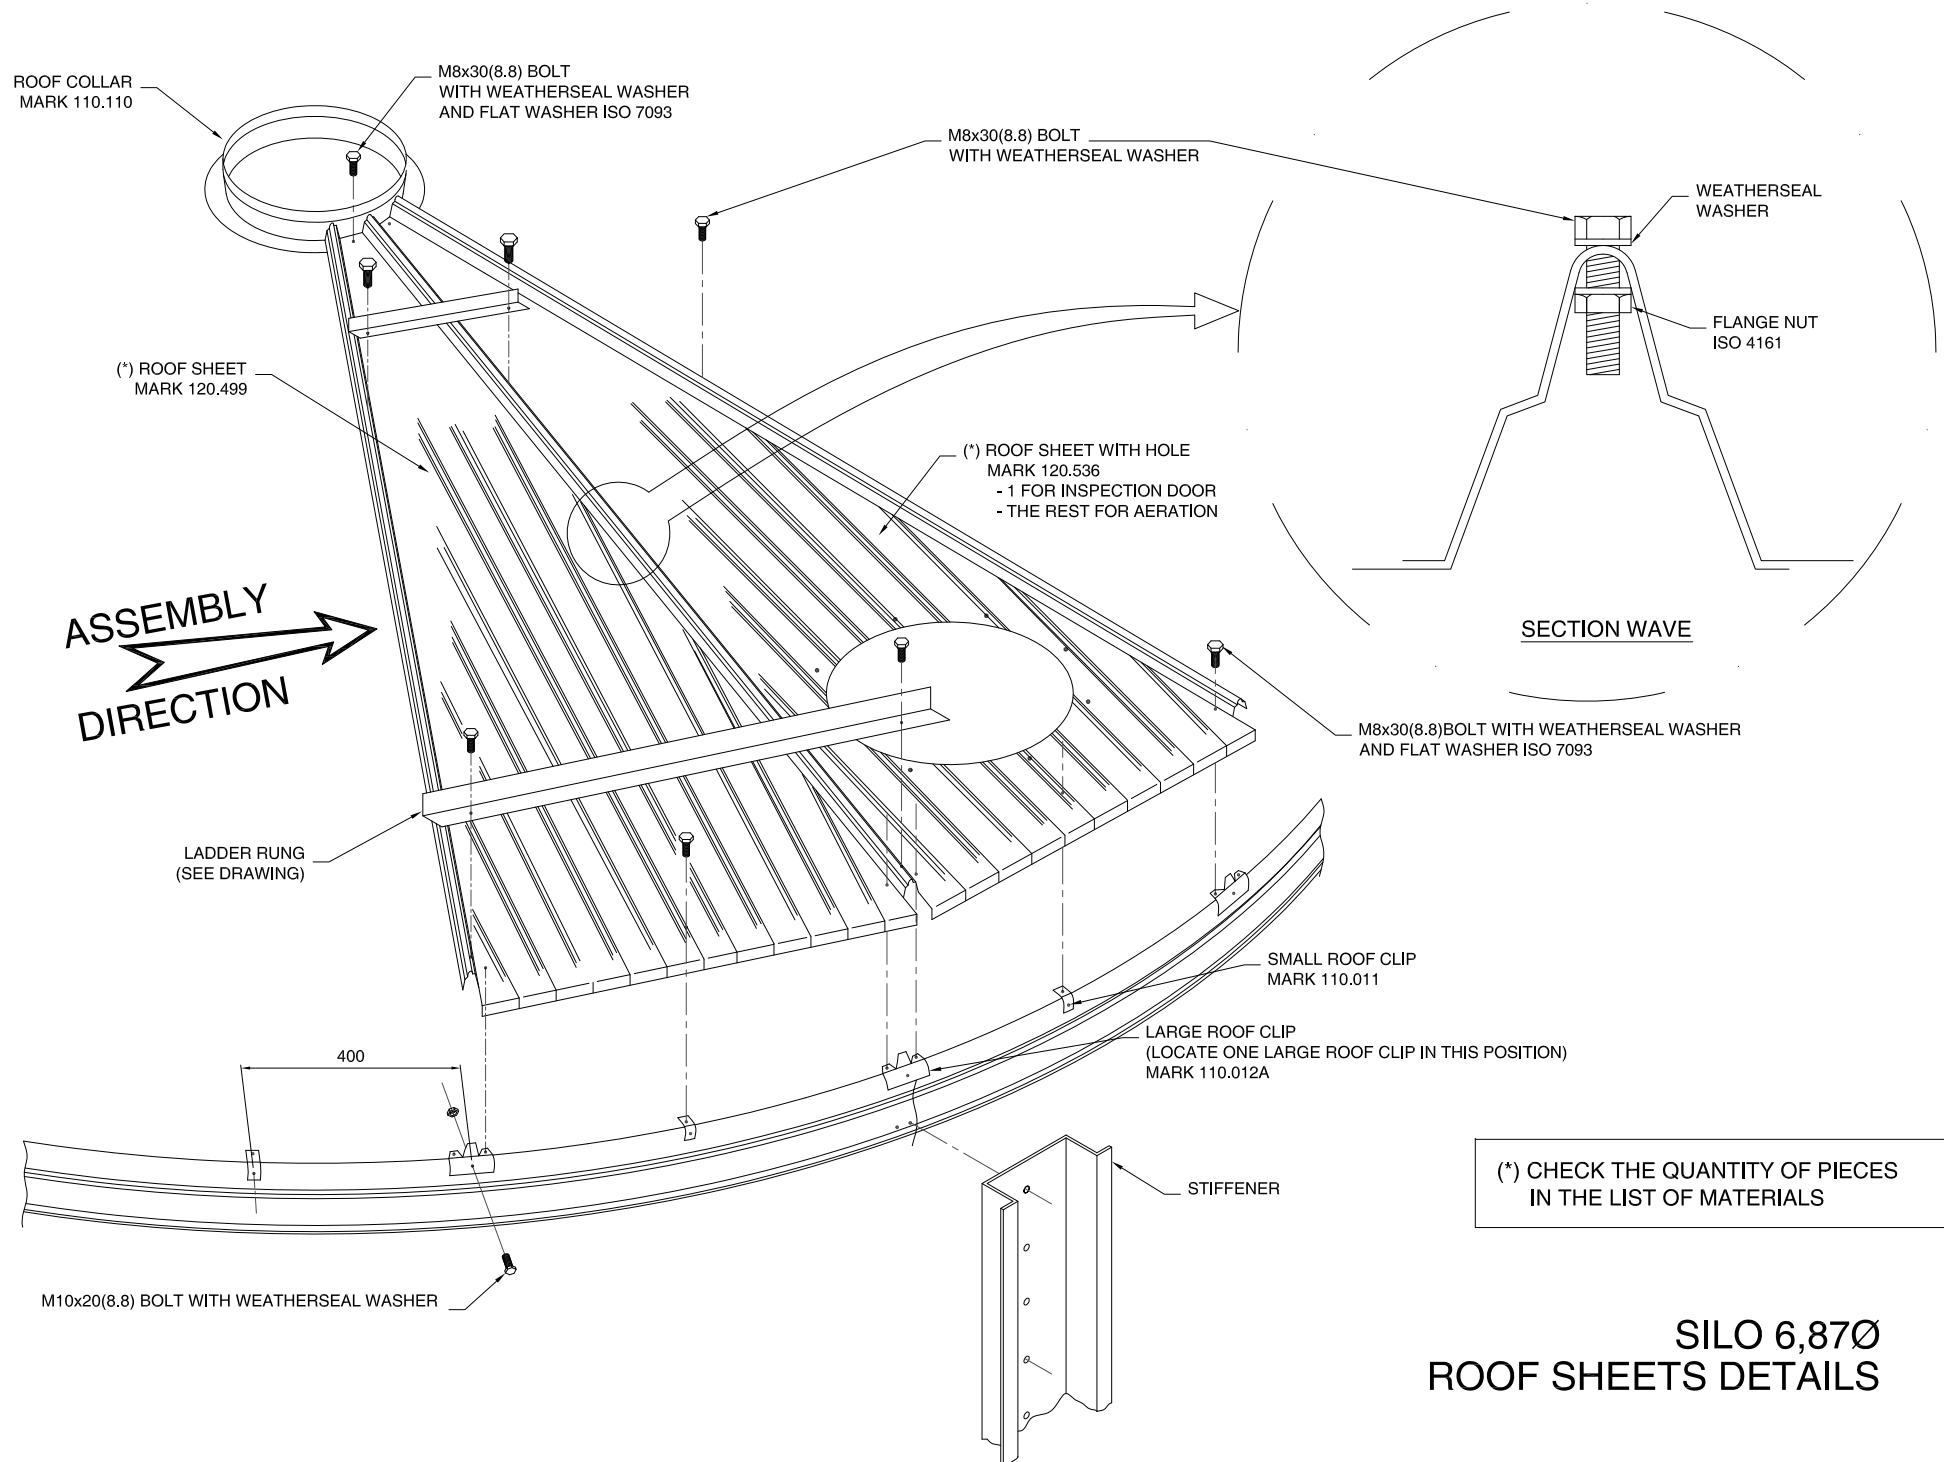 ROOF COLLAR
MARK 110.110
M8x30(8.8) BOLT
WITH WEATHERSEAL WASHER
AND FLAT WASHER ISO 7093
M8x30(8.8) BOLT
WITH WEATHERSEAL WASHER
WEATHERSEAL
WASHER
FLANGE NUT
ISO 4161
(*) ROOF SHEET
MARK 120.499
(*) ROOF SHEET WITH HOLE
MARK 120.536
- 1 FOR INSPECTION DOOR
- THE REST FOR AERATION
ASSEMBLY
DIRECTION
SECTION WAVE
M8x30(8.8)BOLT WITH WEATHERSEAL WASHER
AND FLAT WASHER ISO 7093
LADDER RUNG
(SEE DRAWING)
SMALL ROOF CLIP
MARK 110.011
LARGE ROOF CLIP
(LOCATE ONE LARGE ROOF CLIP IN THIS POSITION)
MARK 110.012A
400
STIFFENER
(*) CHECK THE QUANTITY OF PIECES
IN THE LIST OF MATERIALS
M10x20(8.8) BOLT WITH WEATHERSEAL WASHER
SILO 6,87Ø
ROOF SHEETS DETAILS